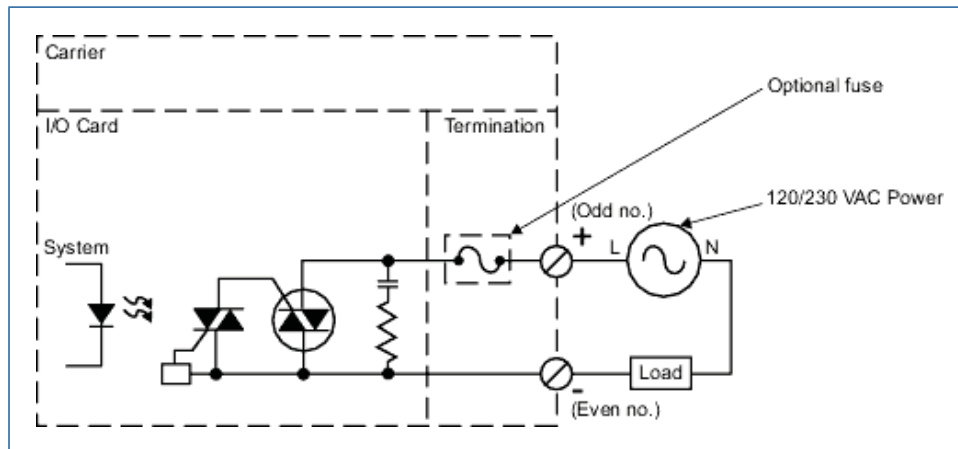 Carrier
Optional fuse
I/O Card
Termination
120/230 VAC Power
(Odd no.)
+
L
N
System
Load
-
(Even no.)